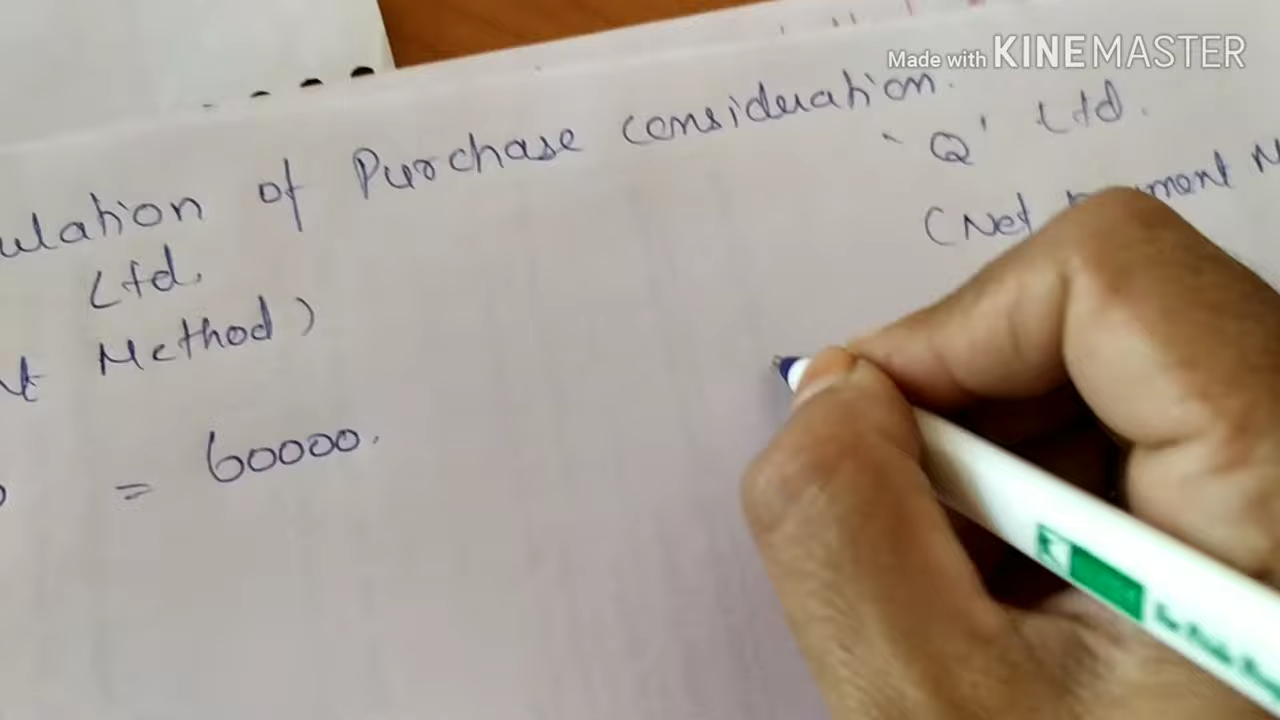 Made with KINEMASTER
ulation of Purchase consideration.
Ltd.
Method)
= 60000.
'Q' Ltd.
(Net